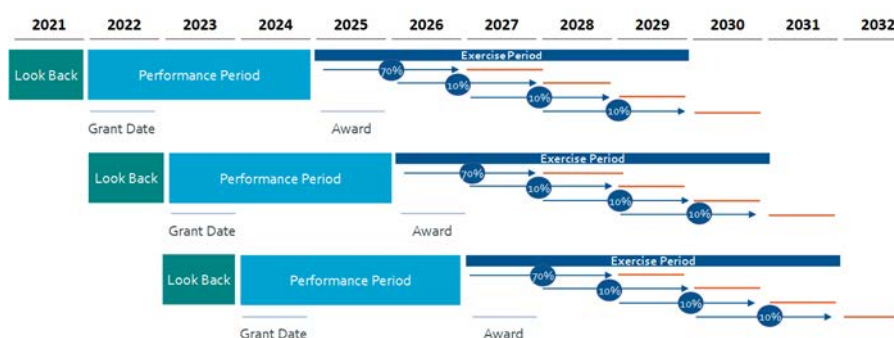 2021 2022 2023 2024 2025 2026 2027 2028 2029 2030 2031 2032
Exercise Period
Look Back Performance Period
70%
10%
10%
10%
Grant Date Award
Exercise Period
Look Back Performance Period
70%
10%
10%
10%
Grant Date Award
Exercise Period
Look Back Performance Period
70%
10%
10%
10%
Grant Date Award